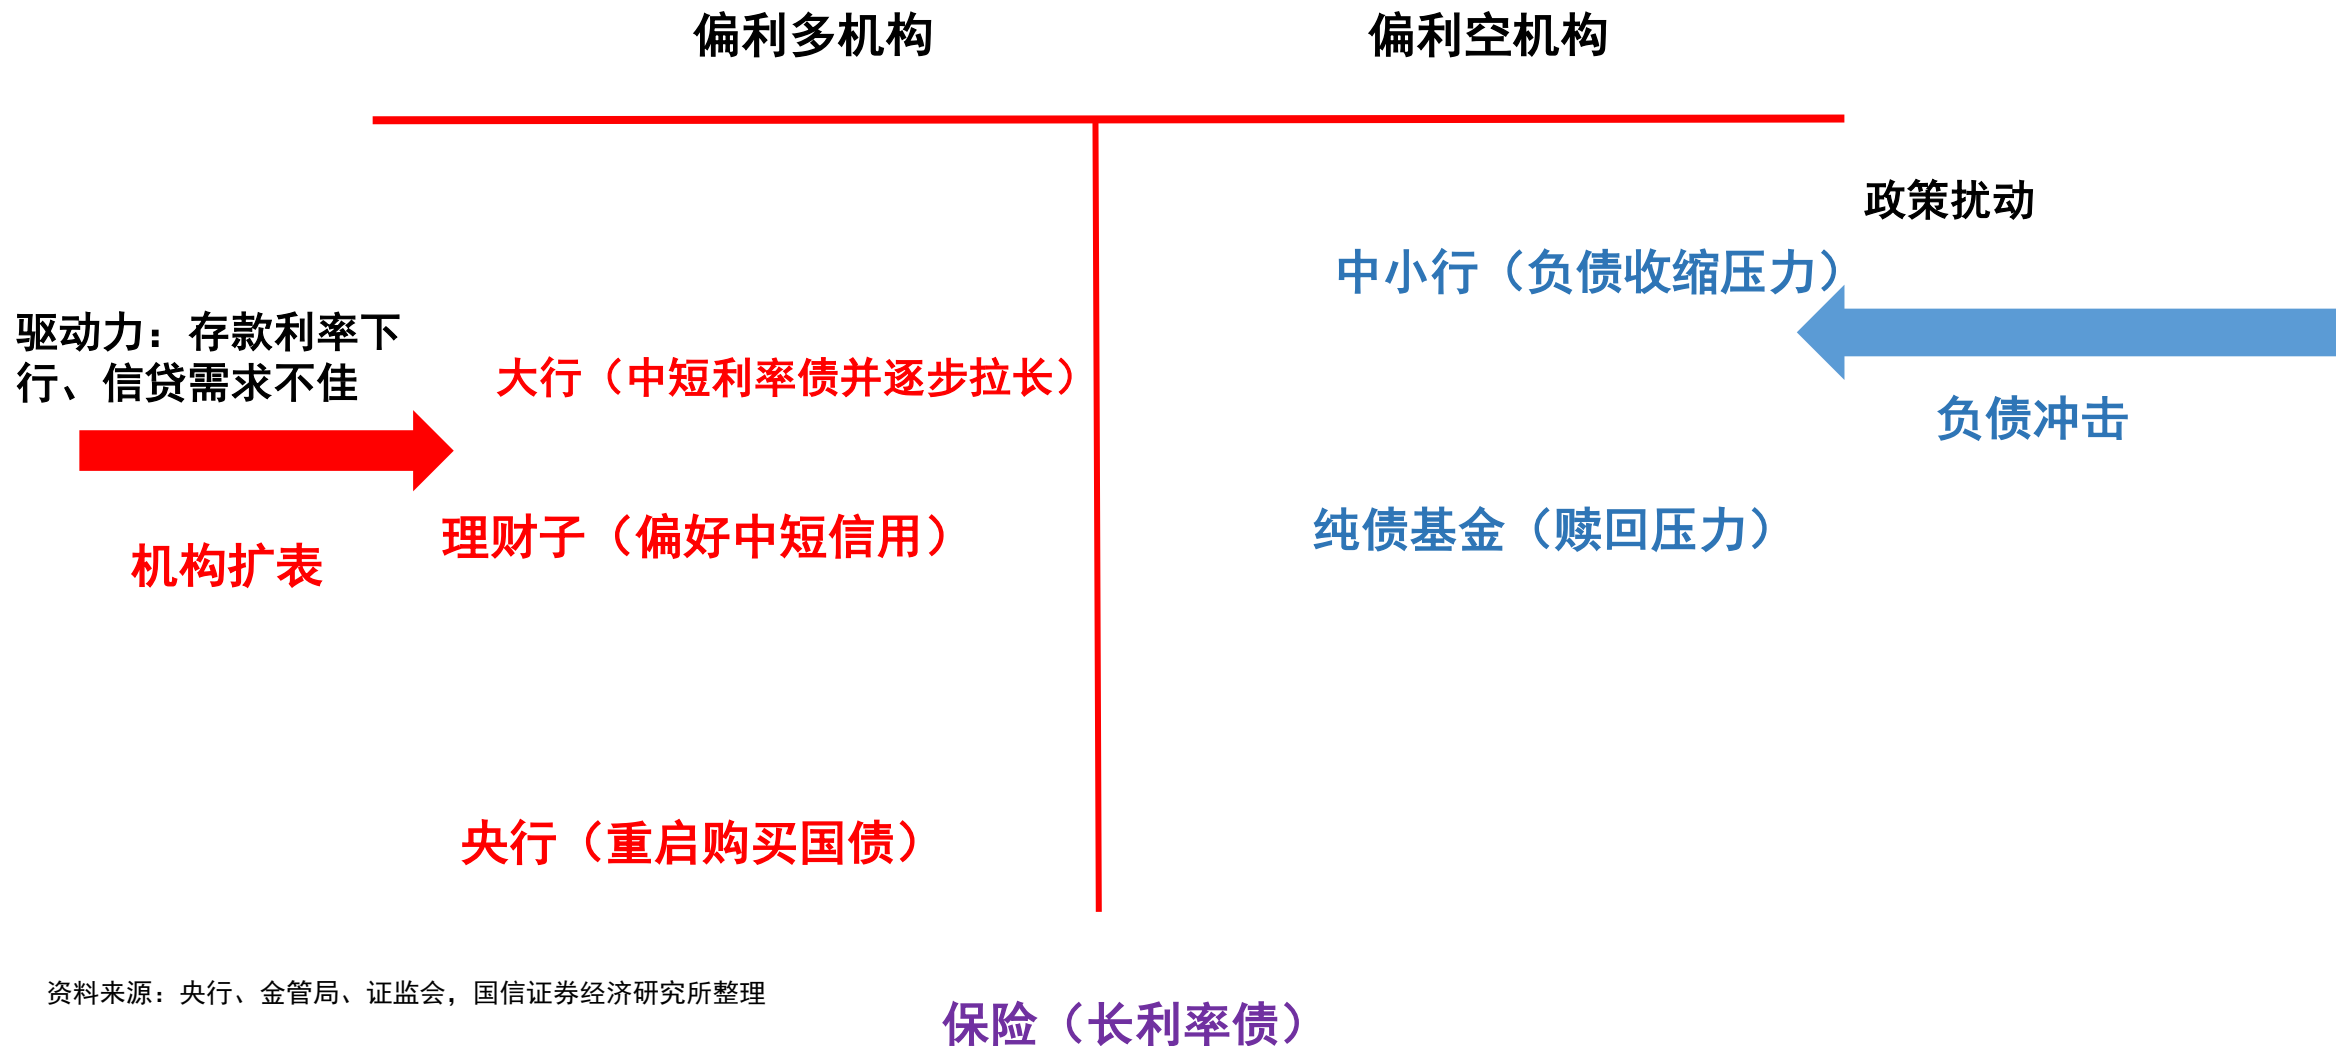 偏利多机构
偏利空机构
政策扰动
中小行（负债收缩压力）
驱动力：存款利率下
行、信贷需求不佳
大行（中短利率债并逐步拉长）
负债冲击
理财子（偏好中短信用）
纯债基金（赎回压力）
机构扩表
央行（重启购买国债）
资料来源：央行、金管局、证监会，国信证券经济研究所整理
保险（长利率债）